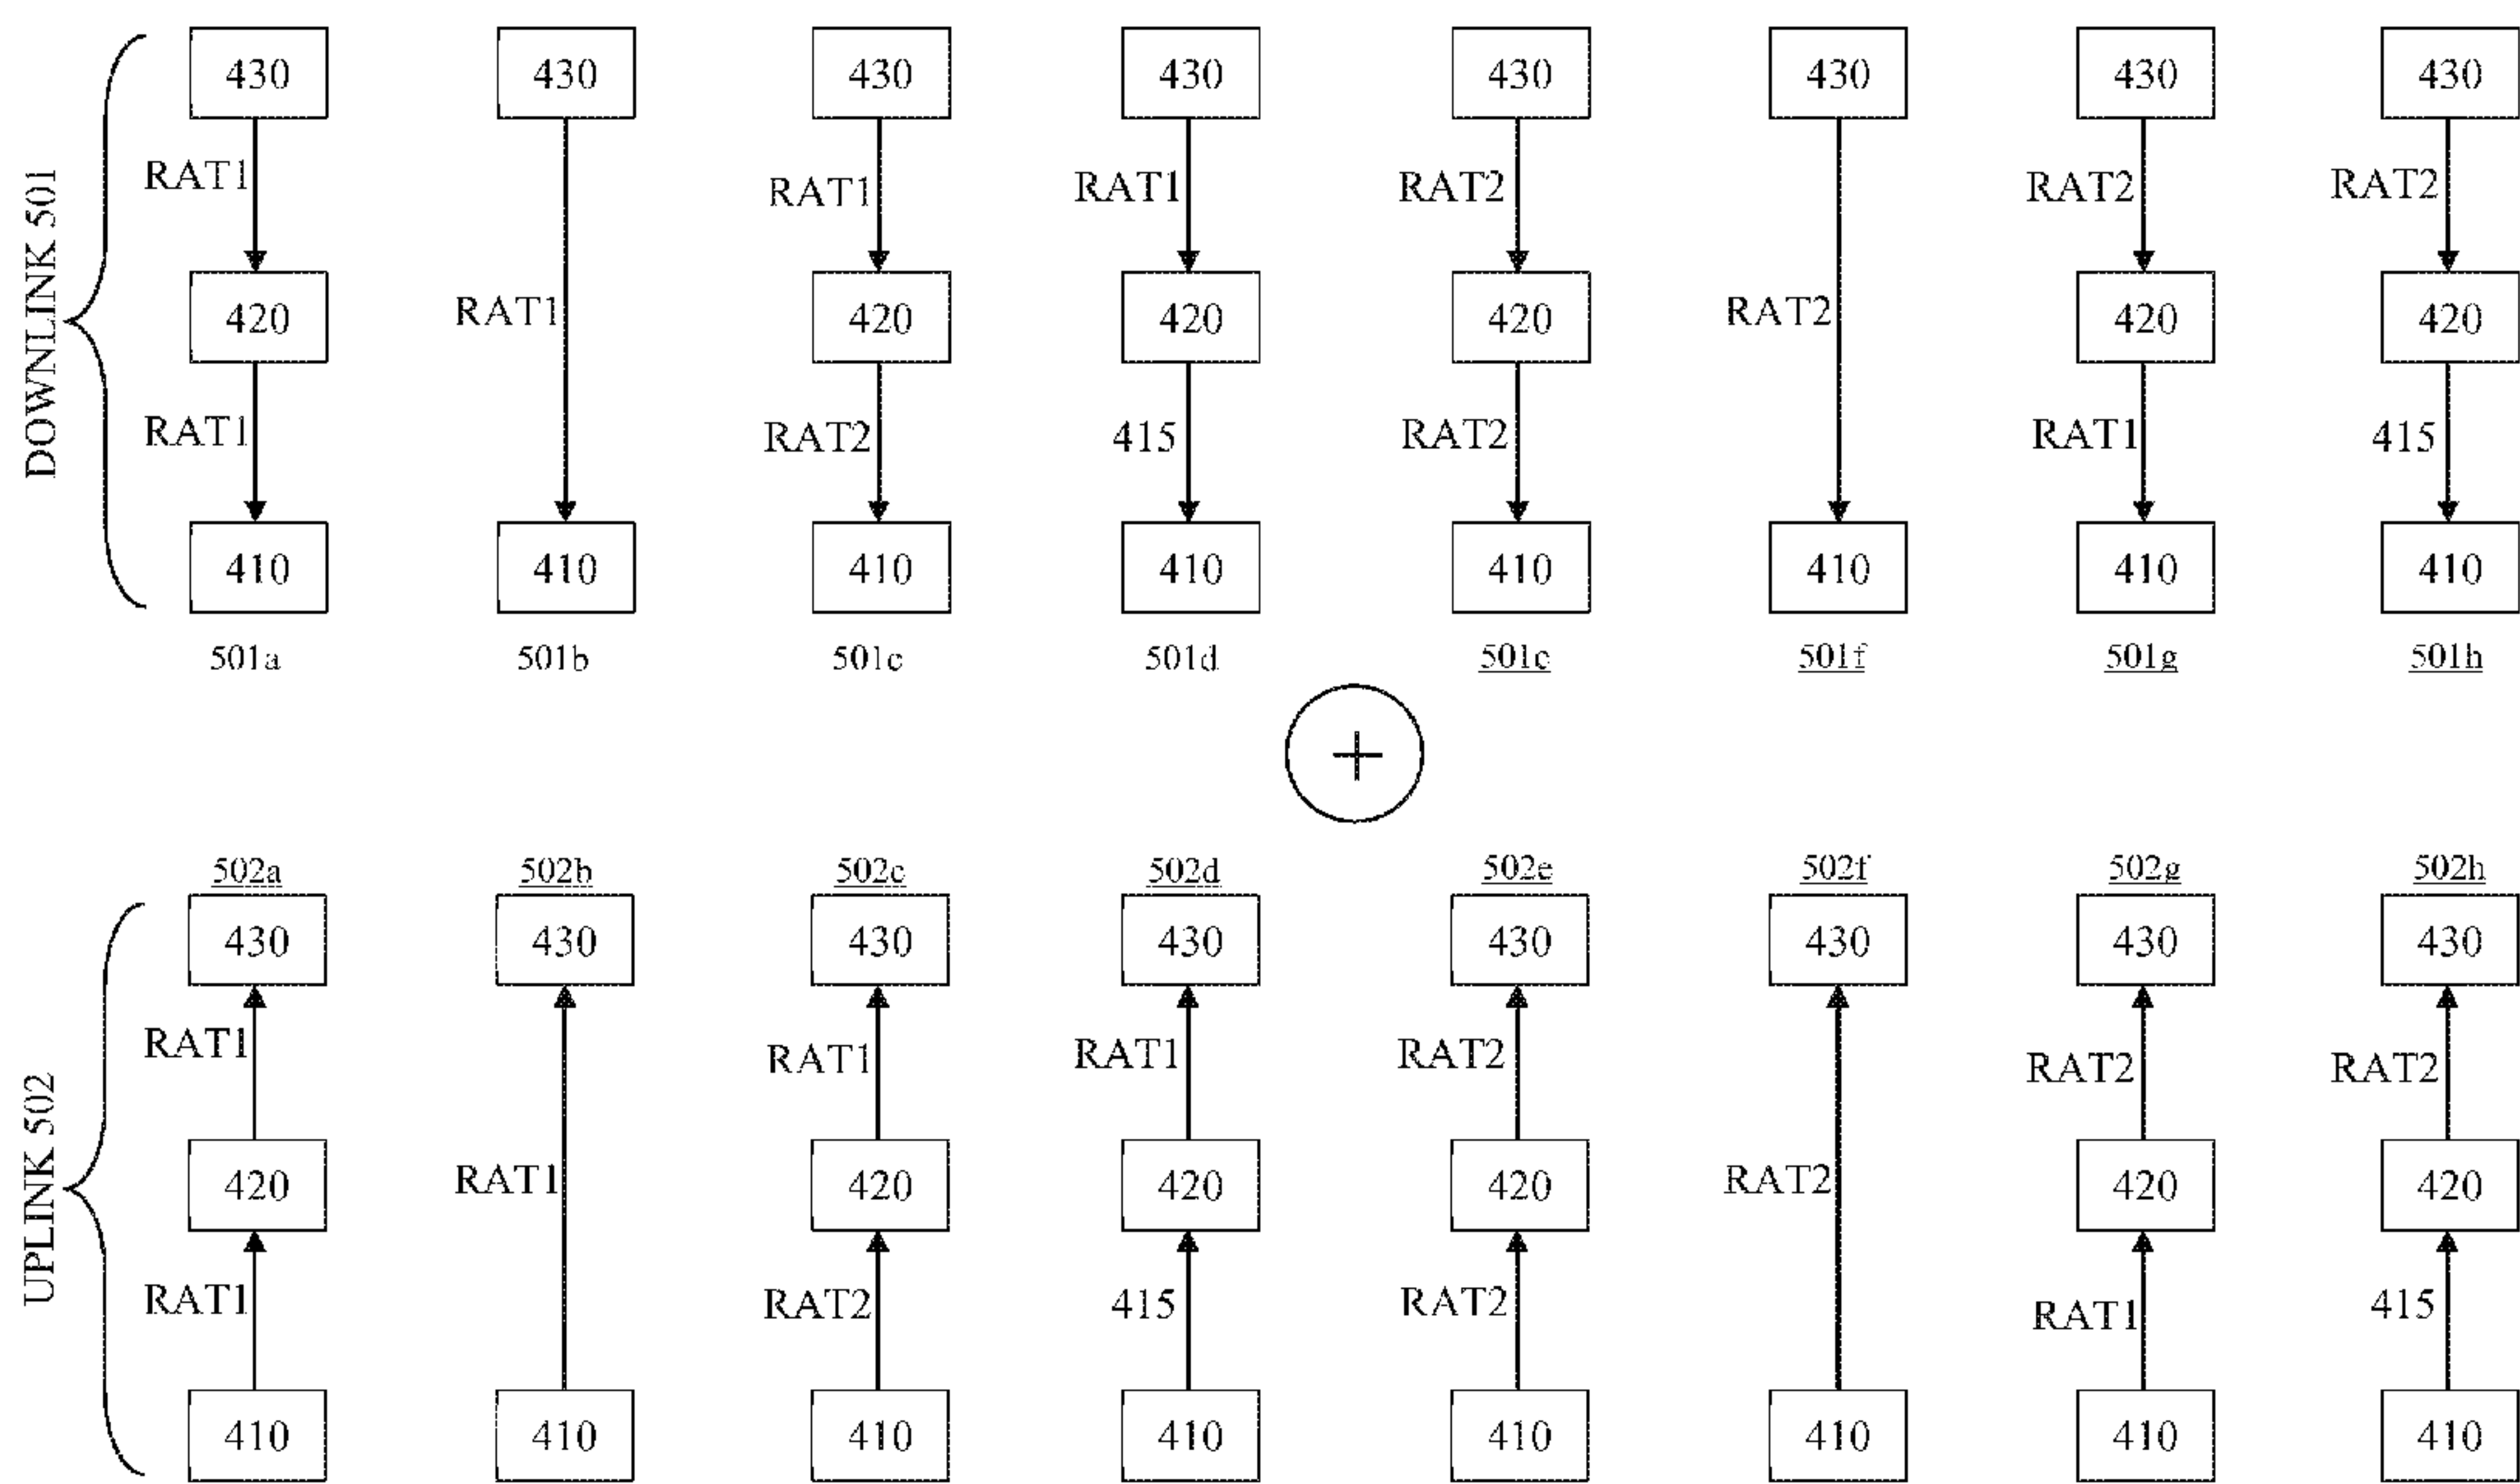 430 430 430 430 430 430 430 430
RAT1 RAT1 RAT1 RAT2 RAT2 RAT2
DOWNLINK 501
420 RAT1 420 420 420 RAT2 420 420
RAT1 RAT2 415 RAT2 RAT1 415
410 410 410 410 410 410 410 410
501a 501b 501c 501d 501e 501f 501g 501h
+
502a 502b 502c 502d 502e 502f 502g 502h
430 430 430 430 430 430 430 430
RAT1 RAT1 RAT1 RAT2 RAT2 RAT2
UPLINK 502
420 RAT1 420 420 420 RAT2 420 420
RAT1 RAT2 415 RAT2 RAT1 415
410 410 410 410 410 410 410 410